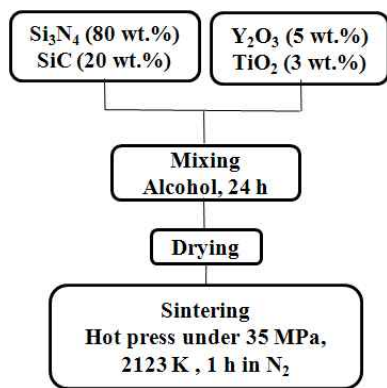 Si₃N₄ (80 wt.%)
SiC (20 wt.%)
Y₂O₃ (5 wt.%)
TiO₂ (3 wt.%)
Mixing
Alcohol, 24 h
Drying
Sintering
Hot press under 35 MPa,
2123 K , 1 h in N₂